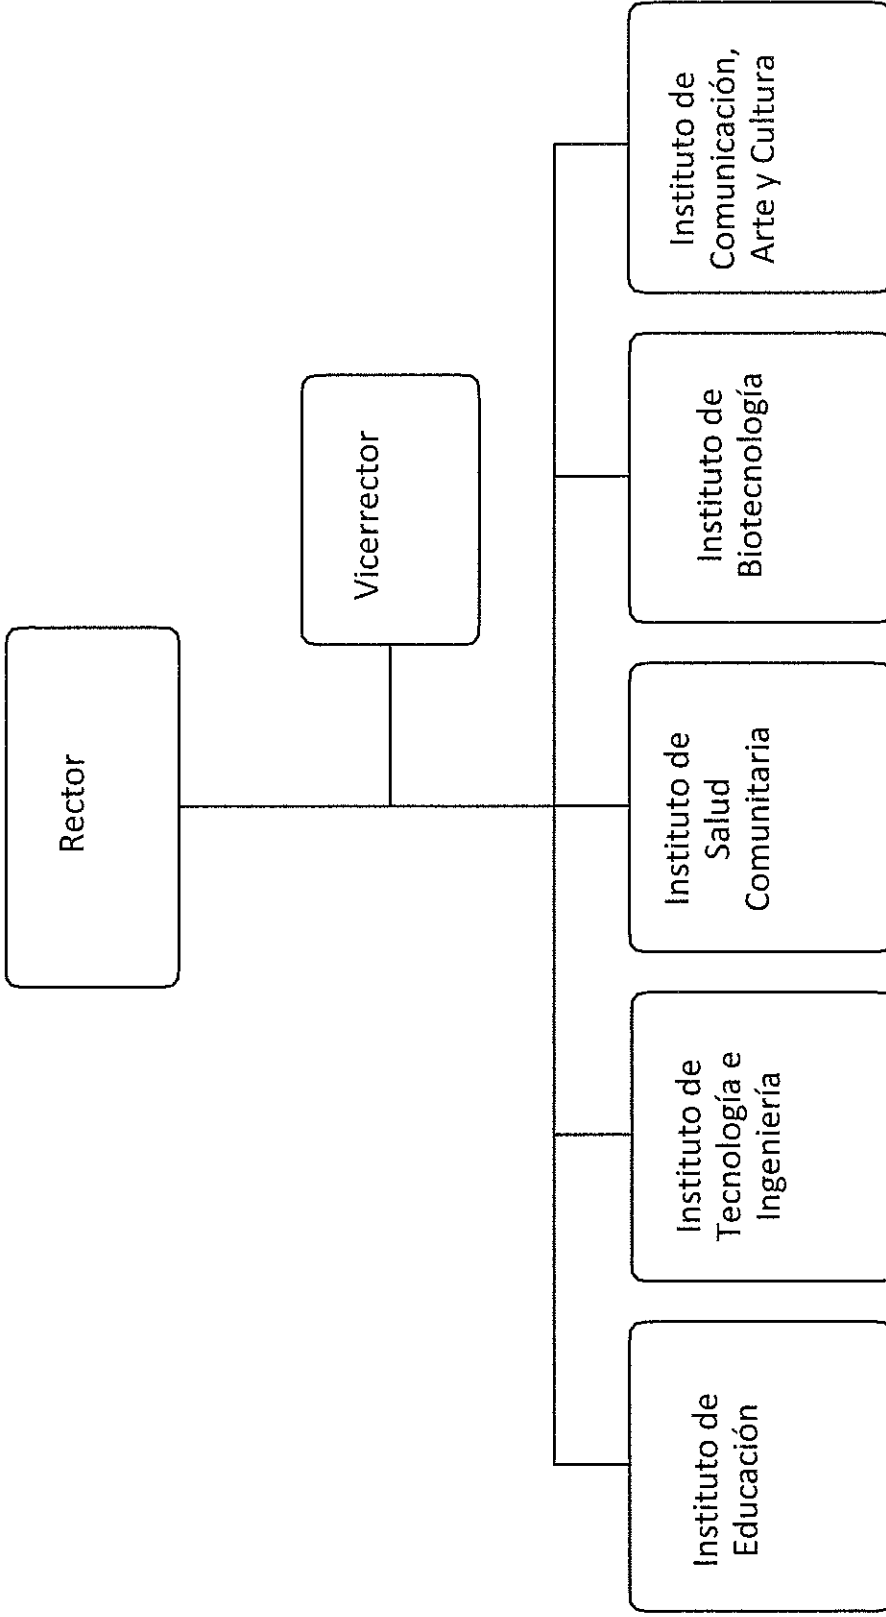 Rector
Vicerrector
Instituto de
Educación
Instituto de
Tecnología e
Ingeniería
Instituto de
Salud
Comunitaria
Instituto de
Biotecnología
Instituto de
Comunicación,
Arte y Cultura